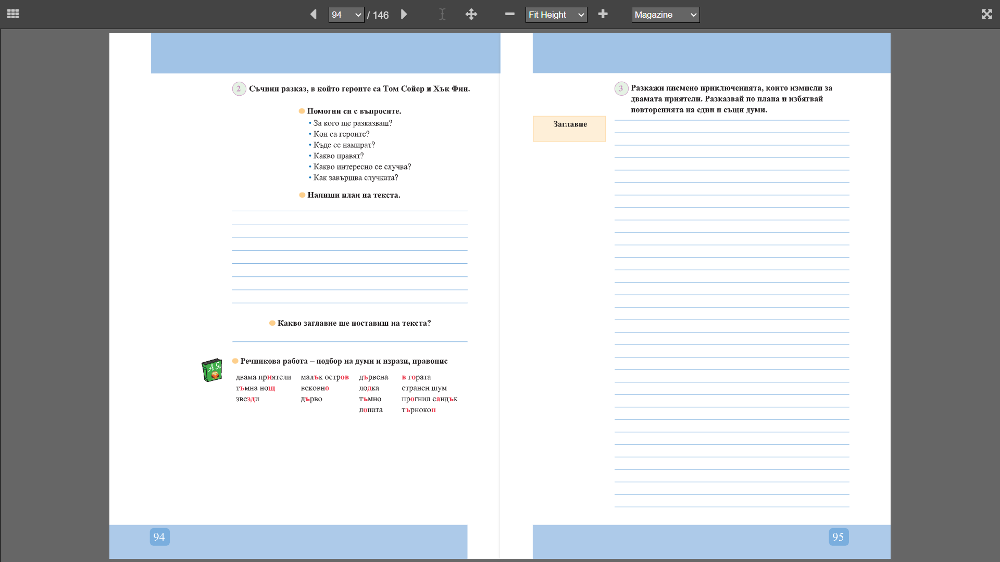 94 / 146 Fit Height Magazine
2 Съчини разказ, в който героите са Том Сойер и Хък Фин.
Помогни си с въпросите.
• За кого ще разказваш?
• Кои са героите?
• Къде се намират?
• Какво правят?
• Какво интересно се случва?
• Как завършва случката?
Напиши план на текста.
Какво заглавие ще поставиш на текста?
А Я
Речникова работа – подбор на думи и изрази, правопис
двама приятели малък остров дървена в гората
тъмна нощ вековно лодка странен шум
звезди дърво тъмно прогнил сандък
лопата търнокоп
94
3 Разкажи писмено приключенията, които измисли за
двамата приятели. Разказвай по плана и избягвай
повторенията на едни и същи думи.
Заглавие
95